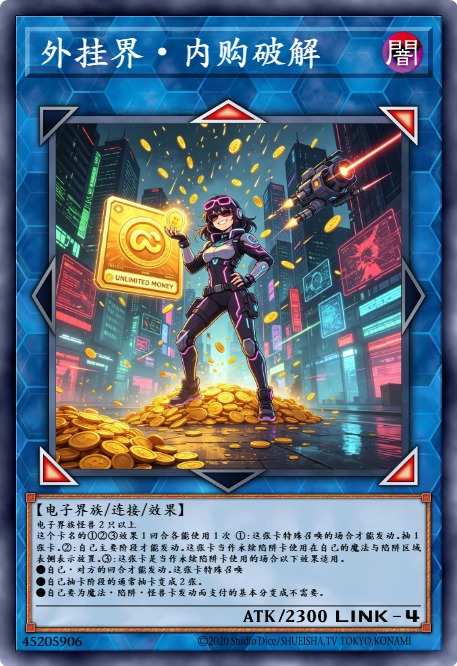 外挂界·内购破解
闇
UNLIMITED MONEY
【电子界族/连接/效果】
电子界族怪兽2只以上
这个卡名的①②③效果1回合各能使用1次 ①:这张卡特殊召唤的场合才能发动。抽1
张卡。②:自己主要阶段才能发动。这张卡当作永续陷阱卡使用在自己的魔法与陷阱区域
表侧表示放置。③:这张卡是当作永续陷阱卡使用的场合以下效果适用。
●自己·对方的回合才能发动。这张卡特殊召唤
●自己抽卡阶段的通常抽卡变成2张。
●自己要为魔法·陷阱·怪兽卡发动而支付的基本分变成不需要。
ATK/2300 LINK-4
45205906 ©2020 Studio Dice/SHUEISHA,TV TOKYO,KONAMI